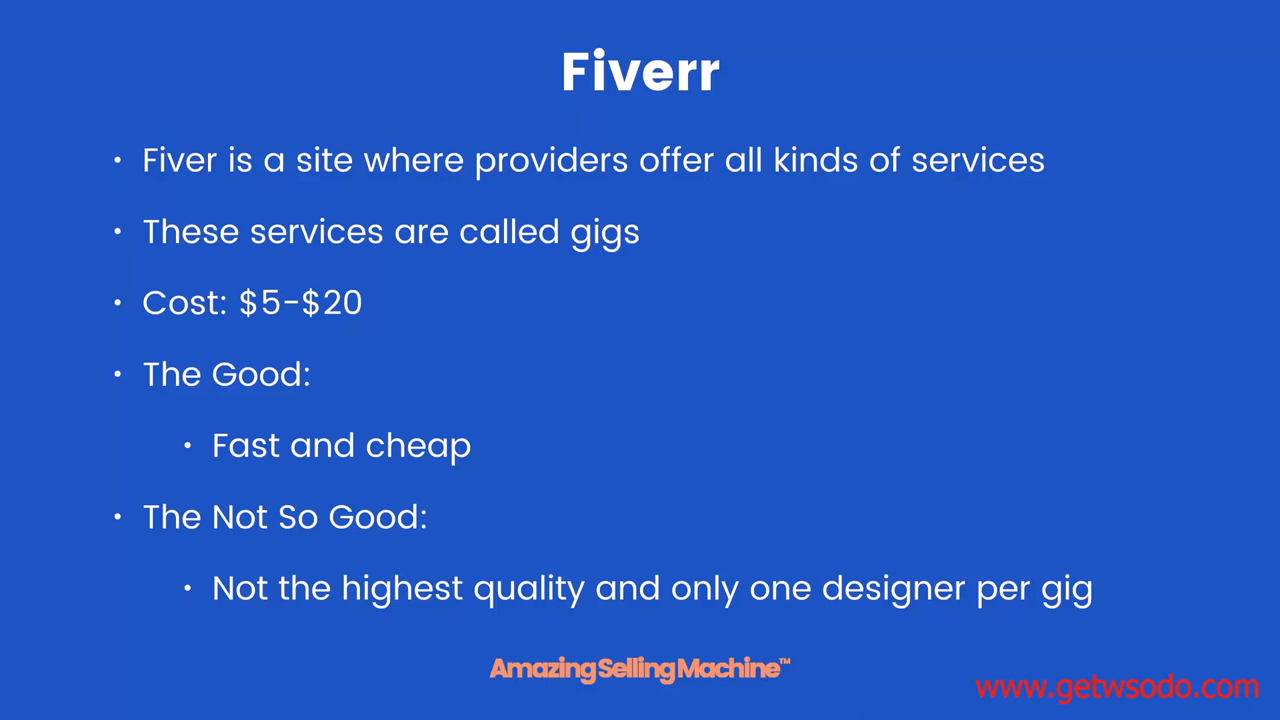 Fiverr
• Fiver is a site where providers offer all kinds of services
• These services are called gigs
• Cost: $5-$20
• The Good:
• Fast and cheap
• The Not So Good:
• Not the highest quality and only one designer per gig
AmazingSellingMachine™
www.getwsodo.com